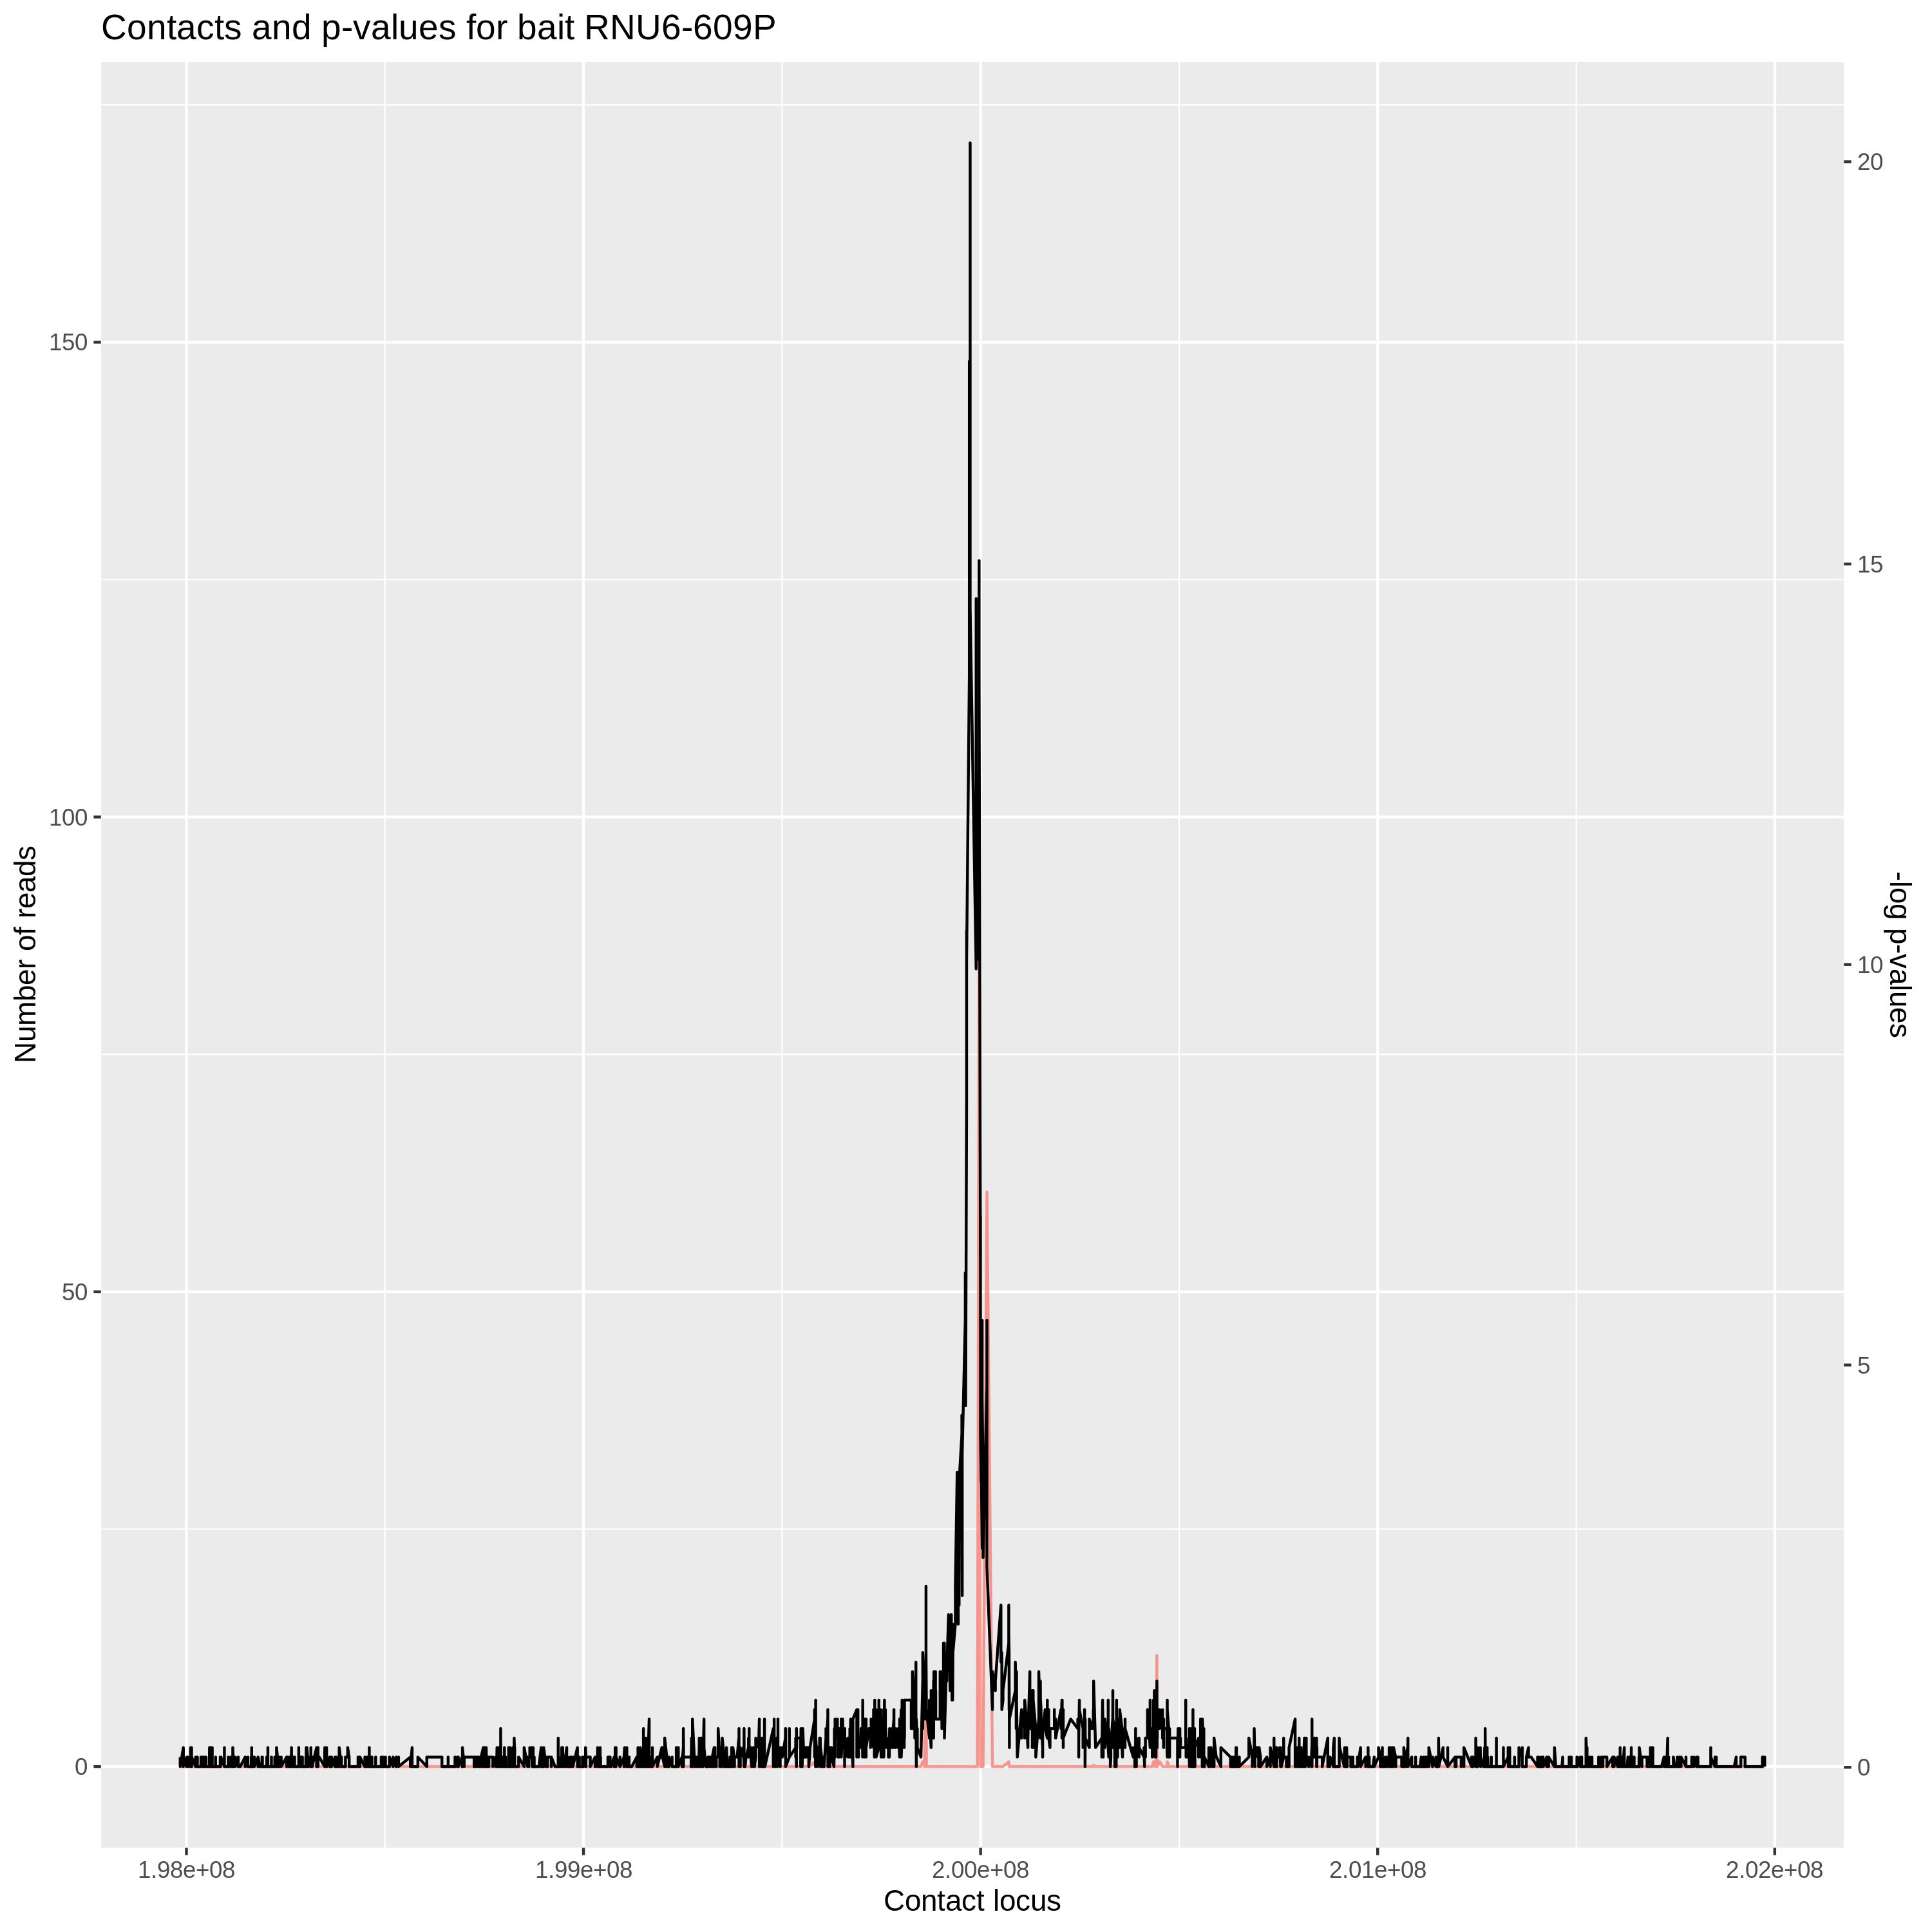 Contacts and p-values for bait RNU6-609P
150
100
50
0
Number of reads
20
15
10
5
0
-log p-values
1.98e+08
1.99e+08
2.00e+08
2.01e+08
2.02e+08
Contact locus